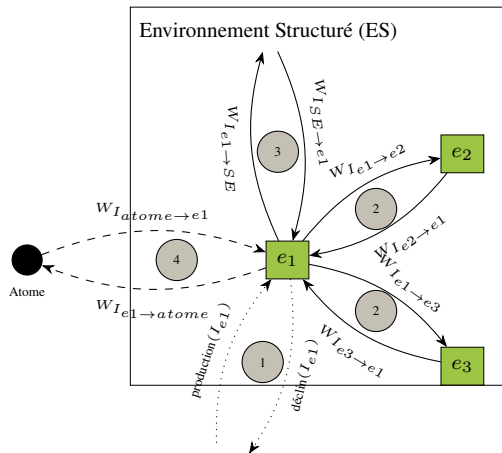 Environnement Structuré (ES)
W_{I_{e1→SE}}
W_{I_{SE→e1}}
3
W_{I_{e1→e2}}
e_2
2
W_{I_{e2→e1}}
W_{I_{atome→e1}}
4
e_1
Atome
W_{I_{e1→atome}}
W_{I_{e1→e3}}
2
W_{I_{e3→e1}}
e_3
production(I_{e1})
1
déclin(I_{e1})